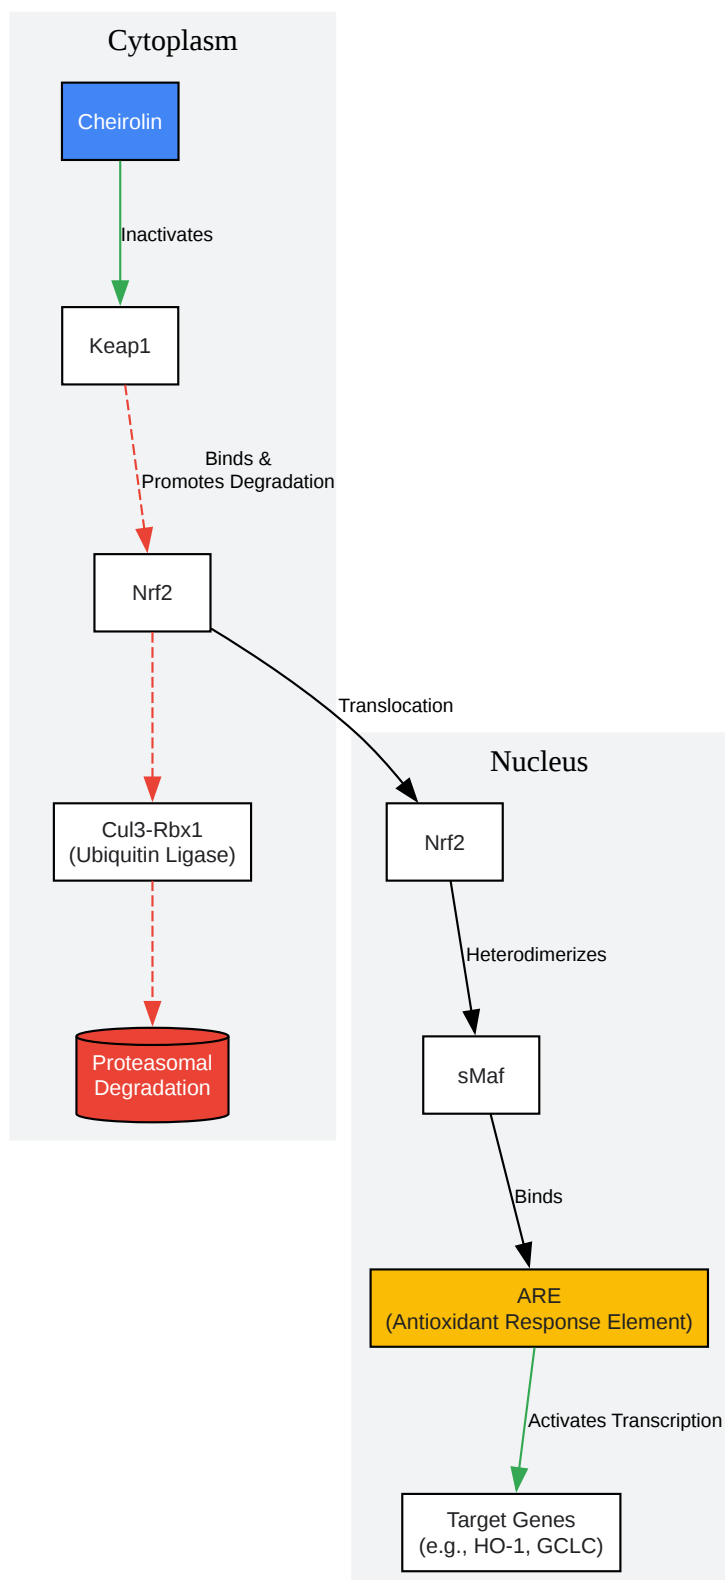 Cytoplasm
Cheirolin
Inactivates
Keap1
Binds &
Promotes Degradation
Nrf2
Translocation
Nucleus
Cul3-Rbx1
(Ubiquitin Ligase)
Nrf2
Heterodimerizes
Proteasomal
Degradation
sMaf
Binds
ARE
(Antioxidant Response Element)
Activates Transcription
Target Genes
(e.g., HO-1, GCLC)